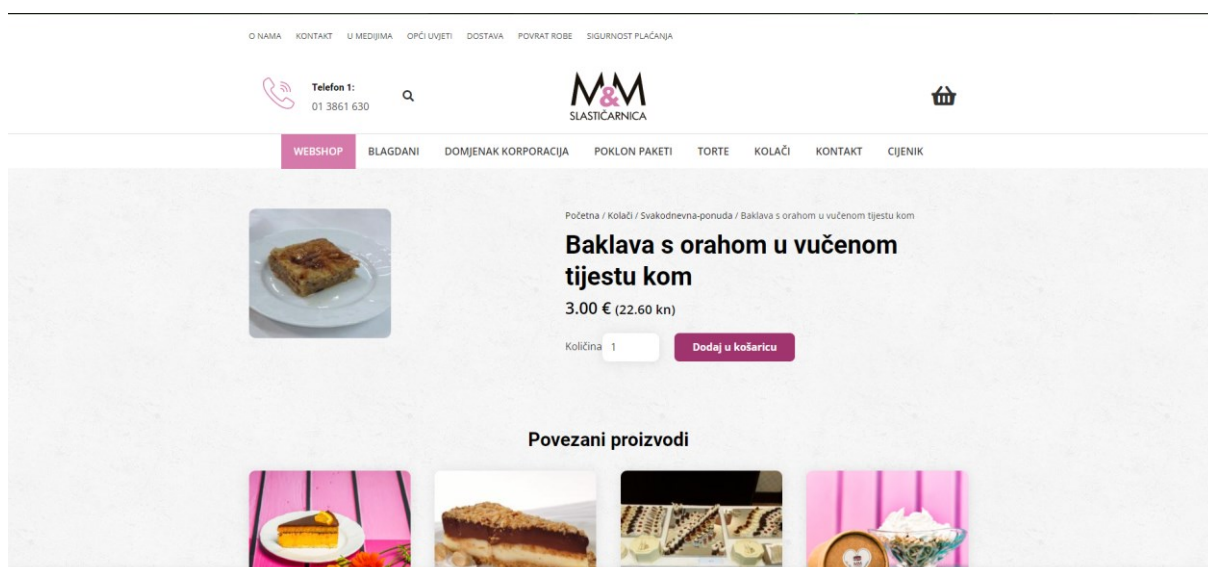 O NAMA KONTAKT U MEDIJIMA OPĆI UVJETI DOSTAVA POVRAT ROBE SIGURNOST PLAĆANJA
Telefon 1:
01 3861 630
M&M
SLASTIČARNICA
WEBSHOP BLAGDANI DOMJENAK KORPORACIJA POKLON PAKETI TORTE KOLAČI KONTAKT CIJENIK
Početna / Kolači / Svakodnevna-ponuda / Baklava s orahom u vučenom tijestu kom
Baklava s orahom u vučenom
tijestu kom
3.00 € (22.60 kn)
Količina 1 Dodaj u košaricu
Povezani proizvodi